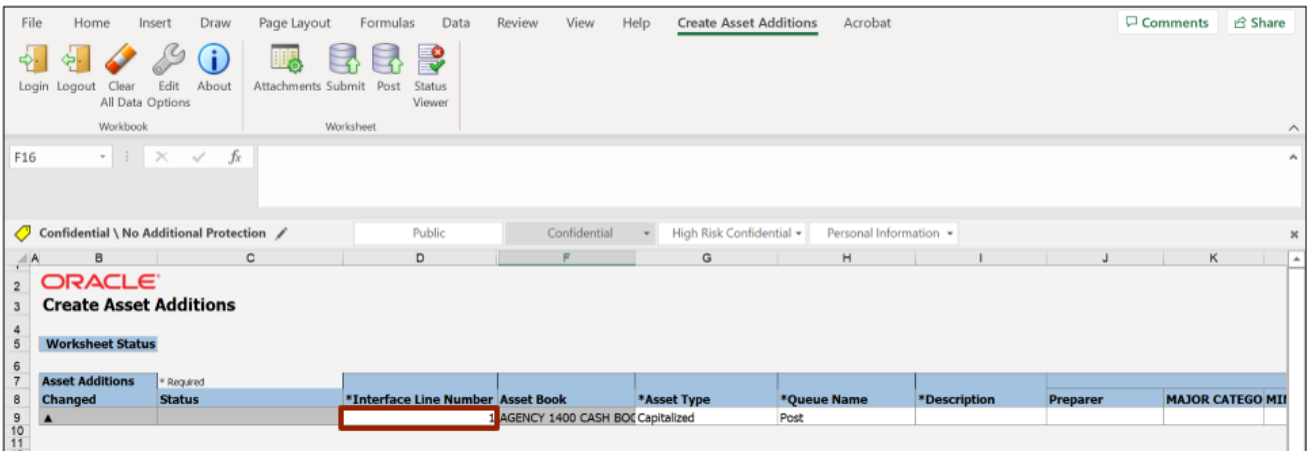 File Home Insert Draw Page Layout Formulas Data Review View Help Create Asset Additions Acrobat Comments Share
Login Logout Clear All Data Edit Options About Attachments Submit Post Status Viewer
Workbook Worksheet
F16 fx
Confidential \ No Additional Protection Public Confidential High Risk Confidential Personal Information
A B C D F G H I J K
2 ORACLE
3 Create Asset Additions
4
5 Worksheet Status
6
7 Asset Additions * Required
8 Changed Status *Interface Line Number Asset Book *Asset Type *Queue Name *Description Preparer MAJOR CATEGO MI
9 ▲ 1 AGENCY 1400 CASH BOO Capitalized Post
10
11